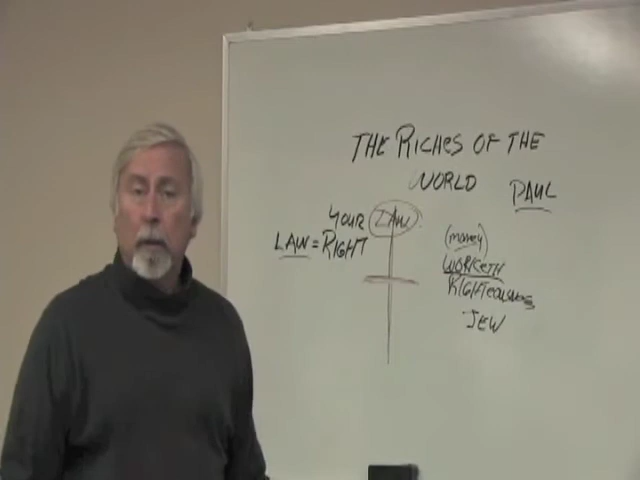 THE RICHES OF THE
WORLD
PAUL
YOUR LAW
LAW = RIGHT
(money)
WORKETH
RIGHTEOUSNESS
JEW